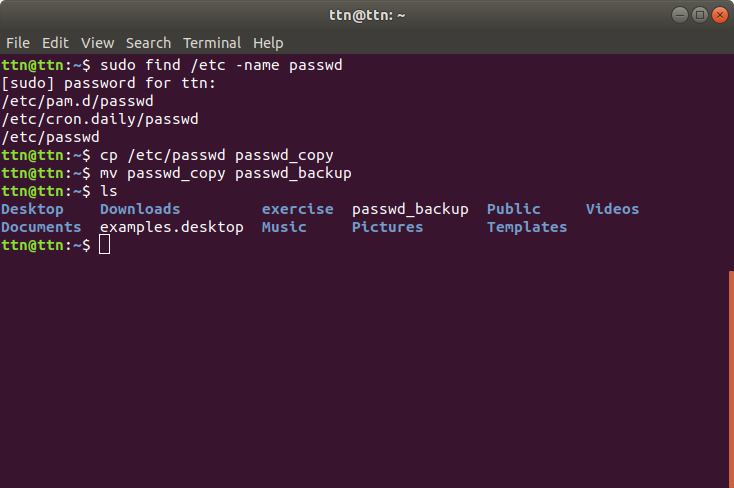 ttn@ttn: ~
File Edit View Search Terminal Help
ttn@ttn:~$ sudo find /etc -name passwd
[sudo] password for ttn:
/etc/pam.d/passwd
/etc/cron.daily/passwd
/etc/passwd
ttn@ttn:~$ cp /etc/passwd passwd_copy
ttn@ttn:~$ mv passwd_copy passwd_backup
ttn@ttn:~$ ls
Desktop    Downloads         exercise  passwd_backup  Public     Videos
Documents  examples.desktop  Music     Pictures       Templates
ttn@ttn:~$